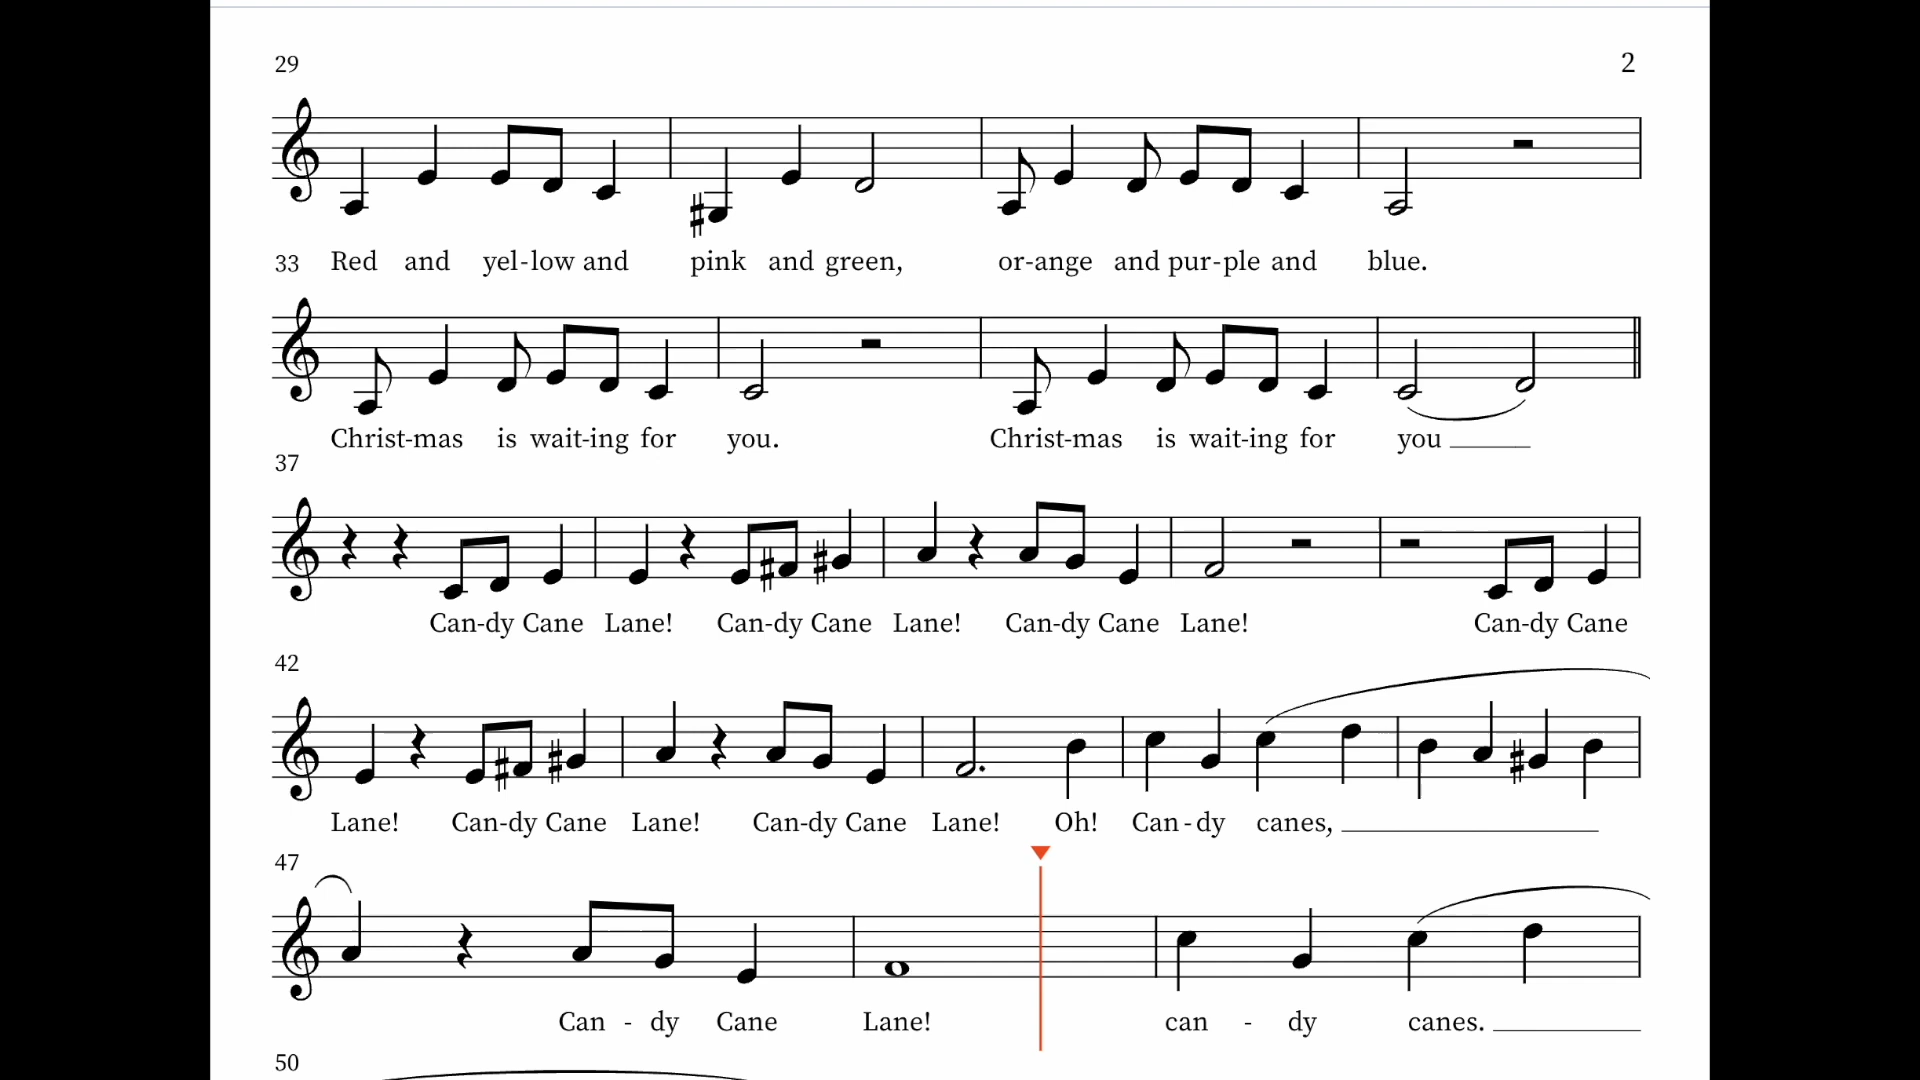 29
2
Red and yel-low and pink and green, or-ange and pur-ple and blue.
33
Christ-mas is wait-ing for you. Christ-mas is wait-ing for you
37
Can-dy Cane Lane! Can-dy Cane Lane! Can-dy Cane Lane! Can-dy Cane
42
Lane! Can-dy Cane Lane! Can-dy Cane Lane! Oh! Can-dy canes,
47
Can - dy Cane Lane! can - dy canes.
50